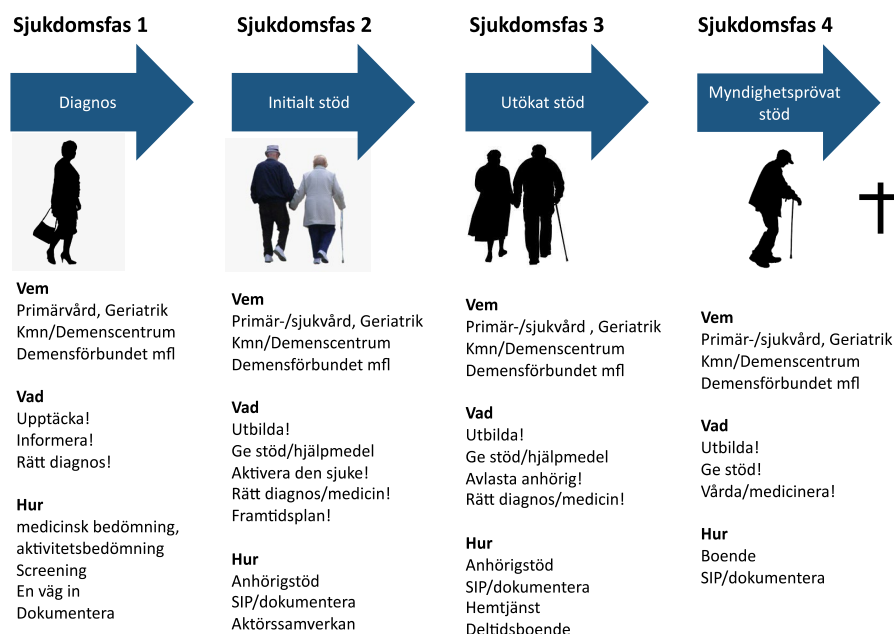 Sjukdomsfas 1
Diagnos
Vem
Primärvård, Geriatrik
Kmn/Demenscentrum
Demensförbundet mfl
Vad
Upptäcka!
Informera!
Rätt diagnos!
Hur
medicinsk bedömning,
aktivitetsbedömning
Screening
En väg in
Dokumentera
Sjukdomsfas 2
Initialt stöd
Vem
Primär-/sjukvård, Geriatrik
Kmn/Demenscentrum
Demensförbundet mfl
Vad
Utbilda!
Ge stöd/hjälpmedel
Aktivera den sjuke!
Rätt diagnos/medicin!
Framtidsplan!
Hur
Anhörigstöd
SIP/dokumentera
Aktörssamverkan
Sjukdomsfas 3
Utökat stöd
Vem
Primär-/sjukvård , Geriatrik
Kmn/Demenscentrum
Demensförbundet mfl
Vad
Utbilda!
Ge stöd/hjälpmedel
Avlasta anhörig!
Rätt diagnos/medicin!
Hur
Anhörigstöd
SIP/dokumentera
Hemtjänst
Deltidsboende
Sjukdomsfas 4
Myndighetsprövat
stöd
Vem
Primär-/sjukvård, Geriatrik
Kmn/Demenscentrum
Demensförbundet mfl
Vad
Utbilda!
Ge stöd!
Vårda/medicinera!
Hur
Boende
SIP/dokumentera